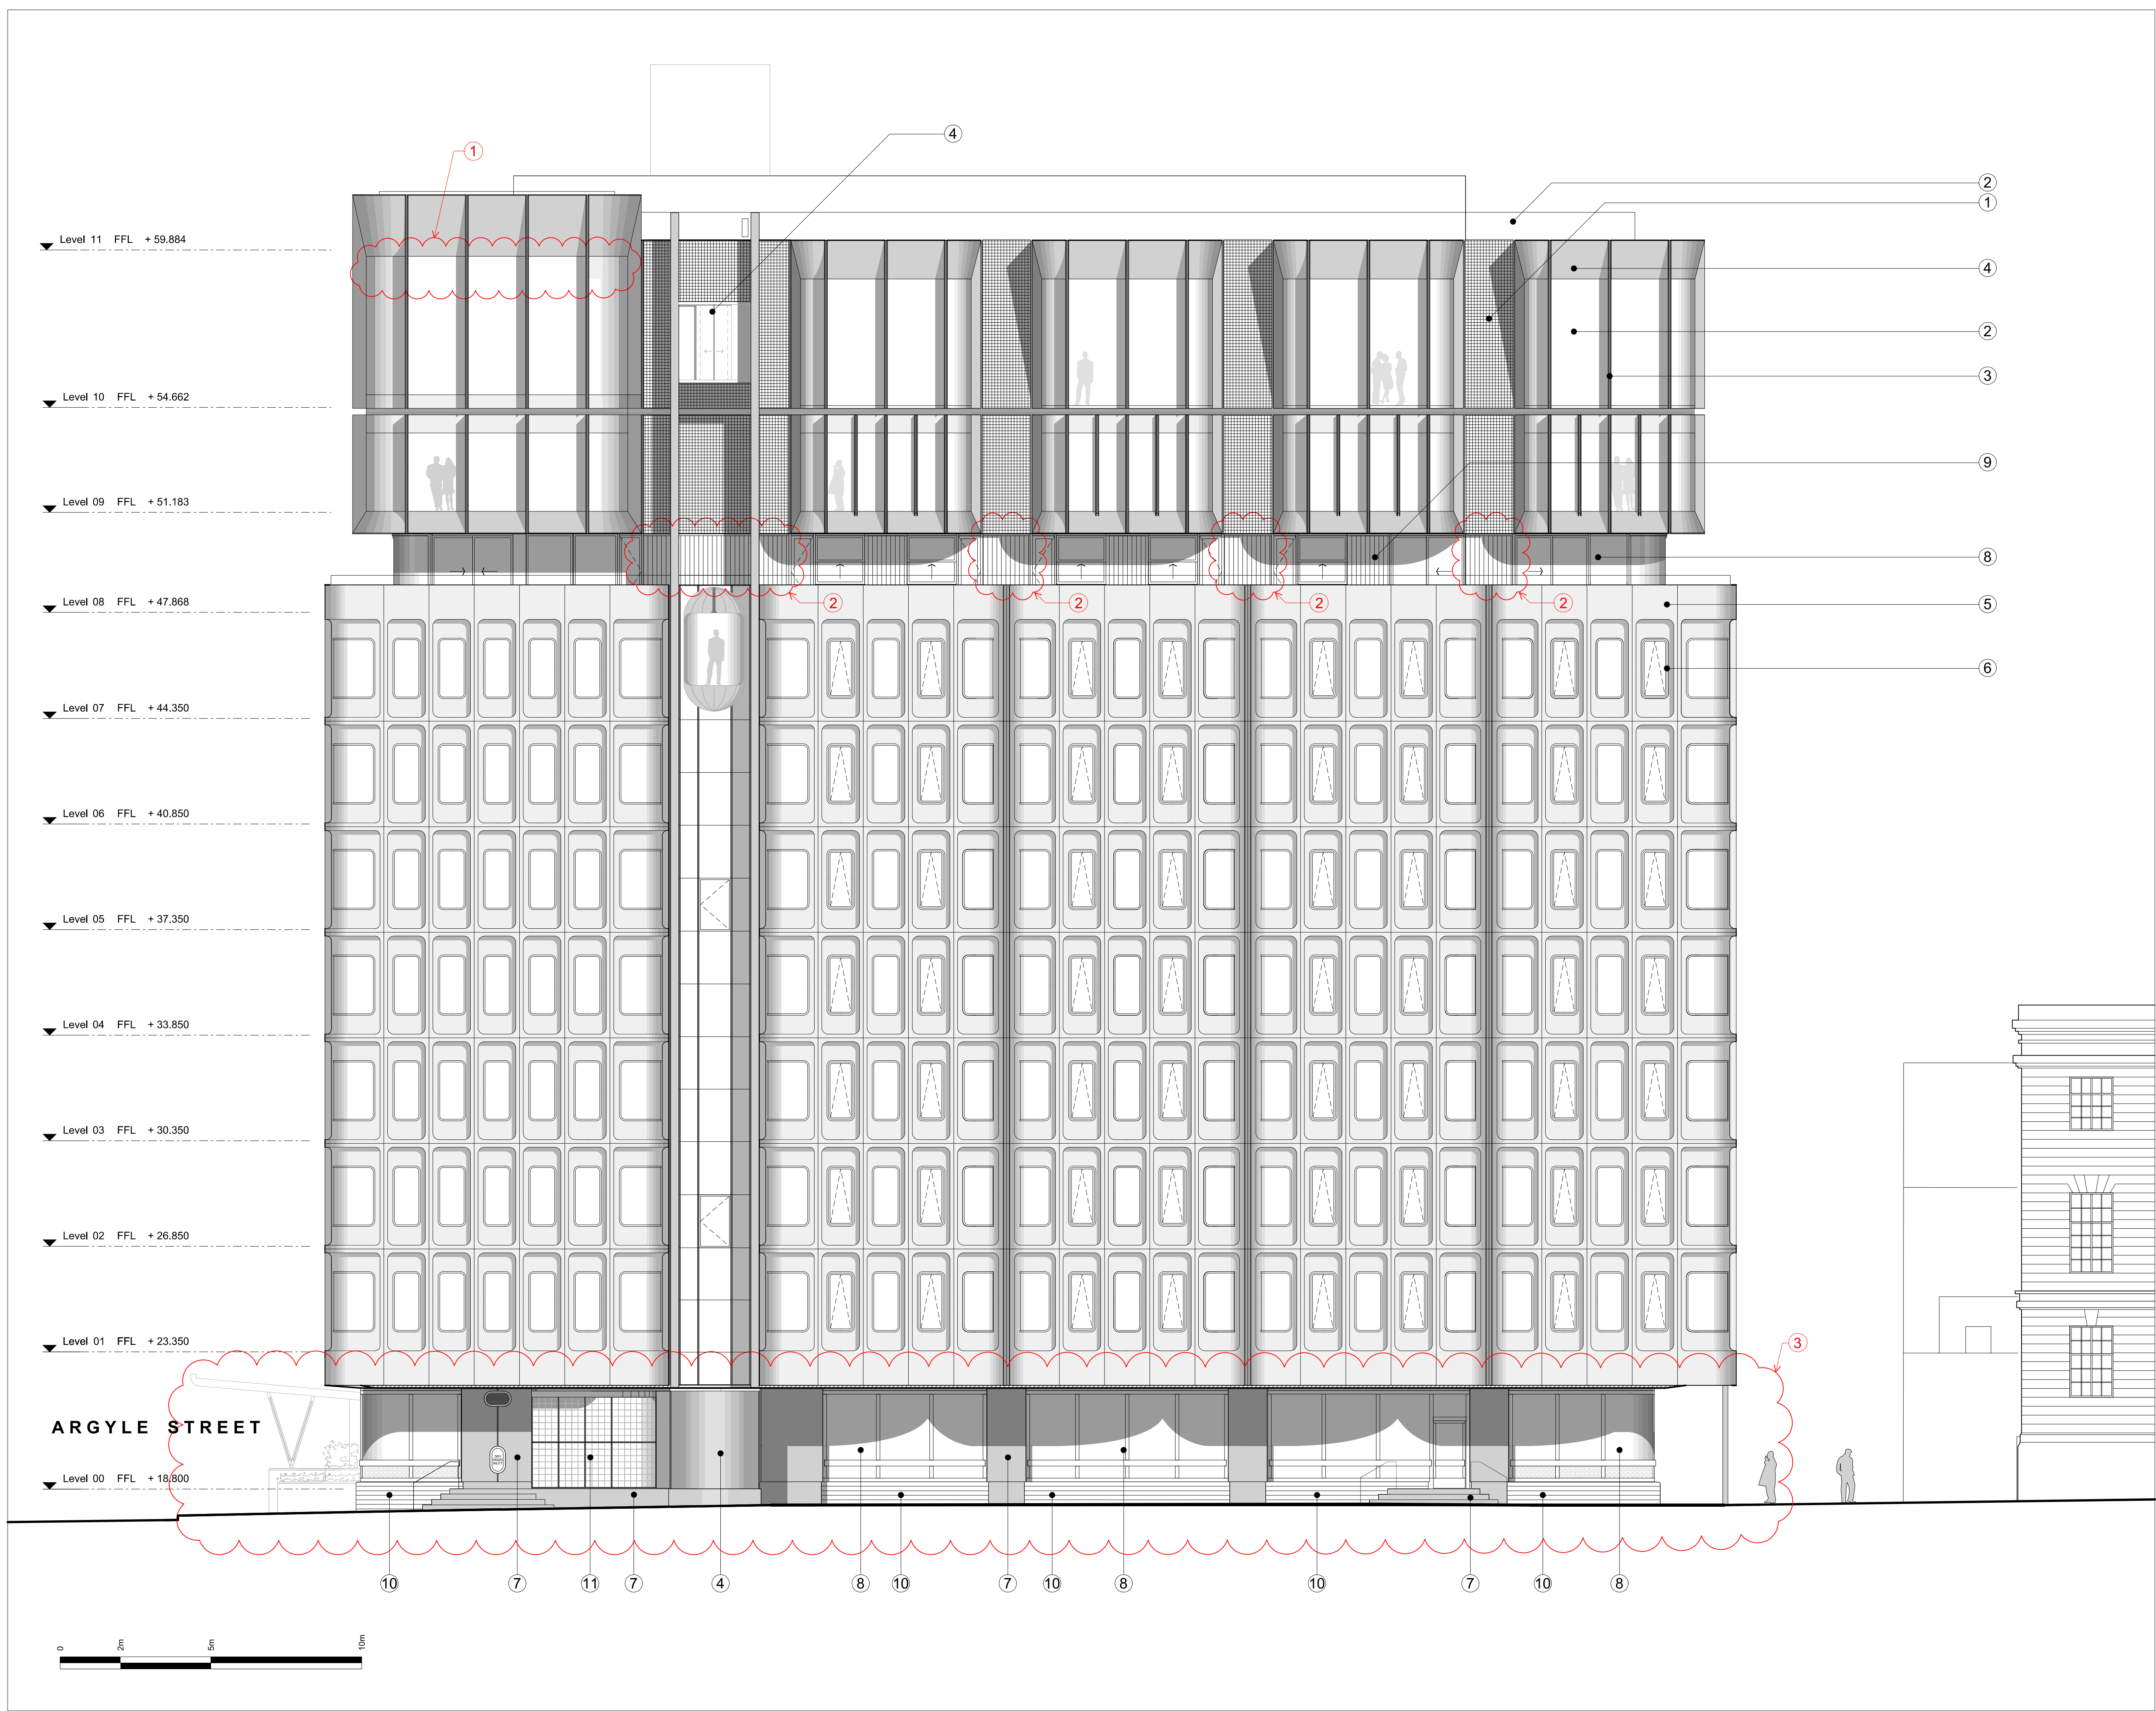 4
1
2
1
Level 11 FFL + 59.884
4
2
3
Level 10 FFL + 54.662
9
Level 09 FFL + 51.183
8
Level 08 FFL + 47.868
2
2
2
2
5
6
Level 07 FFL + 44.350
Level 06 FFL + 40.850
Level 05 FFL + 37.350
Level 04 FFL + 33.850
Level 03 FFL + 30.350
Level 02 FFL + 26.850
Level 01 FFL + 23.350
3
ARGYLE STREET
DRY
RISER
INLET
Level 00 FFL + 18.800
10
7
11
7
4
8
10
7
10
8
10
7
10
8
0
2m
5m
10m